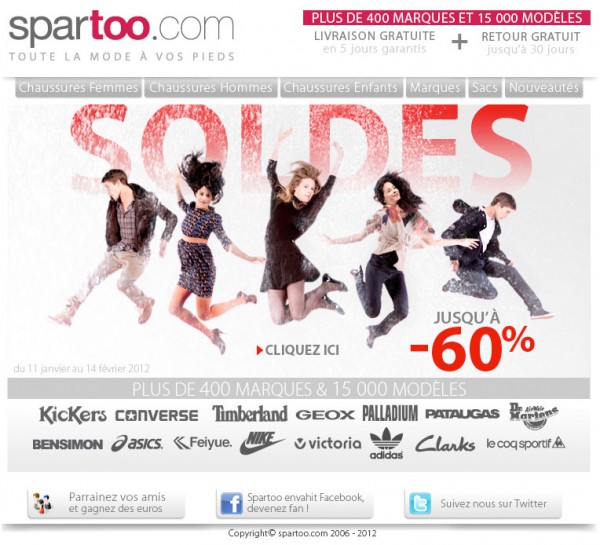 spartoo.com
TOUTE LA MODE À VOS PIEDS
PLUS DE 400 MARQUES ET 15 000 MODÈLES
LIVRAISON GRATUITE
en 5 jours garantis
+
RETOUR GRATUIT
jusqu'à 30 jours
Chaussures Femmes
Chaussures Hommes
Chaussures Enfants
Marques
Sacs
Nouveautés
SOLDES
JUSQU'À
-60%
CLIQUEZ ICI
du 11 janvier au 14 février 2012
PLUS DE 400 MARQUES & 15 000 MODÈLES
KicKers CONVERSE Timberland GEOX PALLADIUM PATAUGAS Dr. Martens AirWair
BENSIMON asics. Feiyue. NIKE victoria adidas Clarks le coq sportif
Parrainez vos amis
et gagnez des euros
Spartoo envahit Facebook,
devenez fan !
Suivez nous sur Twitter
Copyright© spartoo.com 2006 - 2012